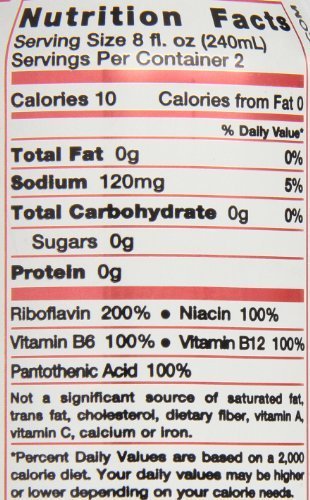 Nutrition Facts
Serving Size 8 fl. oz (240mL)
Servings Per Container 2
Calories 10 Calories from Fat 0
% Daily Value*
Total Fat 0g 0%
Sodium 120mg 5%
Total Carbohydrate 0g 0%
Sugars 0g
Protein 0g
Riboflavin 200% ● Niacin 100%
Vitamin B6 100% ● Vitamin B12 100%
Pantothenic Acid 100%
Not a significant source of saturated fat,
trans fat, cholesterol, dietary fiber, vitamin A,
vitamin C, calcium or iron.
*Percent Daily Values are based on a 2,000
calorie diet. Your daily values may be higher
or lower depending on your calorie needs.